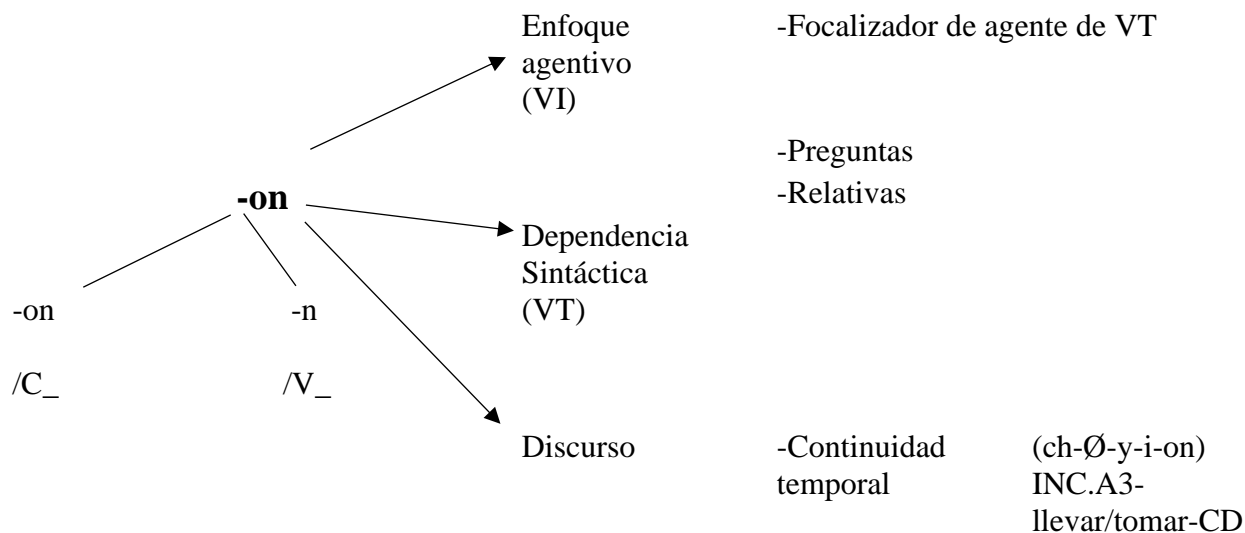 Enfoque
agentivo
(VI)
-Focalizador de agente de VT
-Preguntas
-Relativas
-on
Dependencia
Sintáctica
(VT)
-on
-n
/C_
/V_
Discurso
-Continuidad
temporal
(ch-Ø-y-i-on)
INC.A3-
llevar/tomar-CD